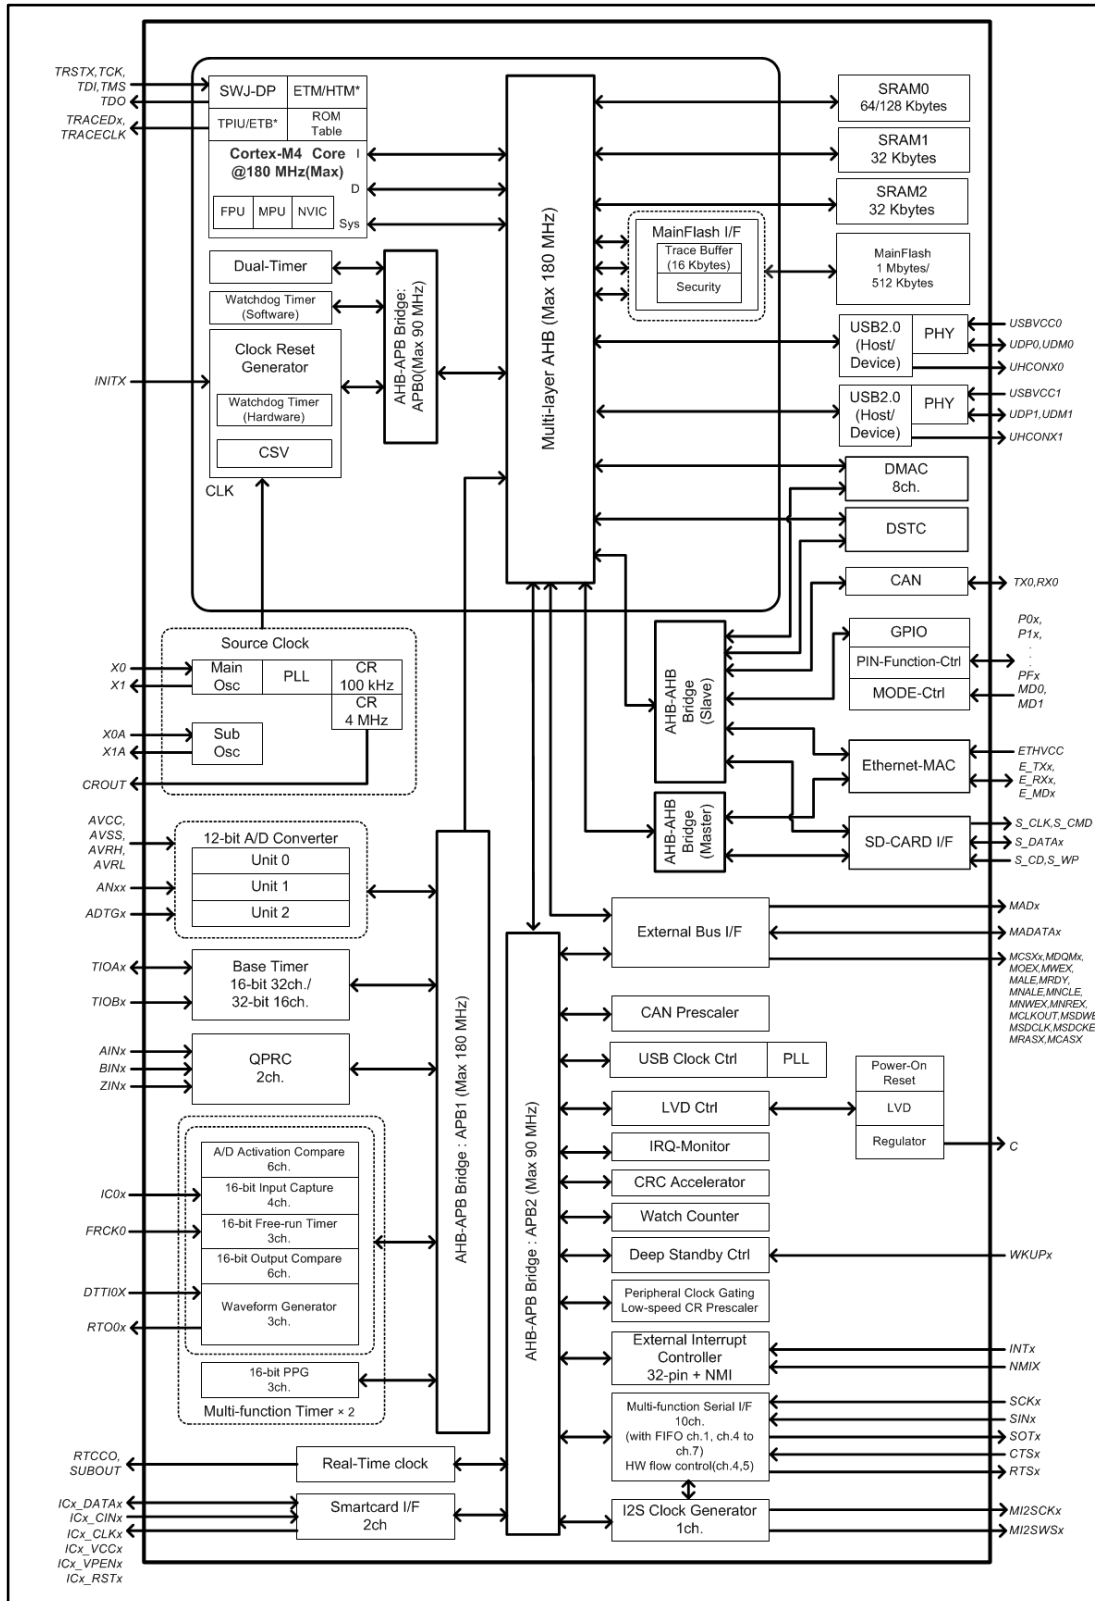 TRSTX,TCK,
TDI,TMS
TDO
TRACEDx,
TRACECLK
SWJ-DP
ETM/HTM*
TPIU/ETB*
ROM
Table
Cortex-M4 Core
@180 MHz(Max)
I
D
Sys
FPU
MPU
NVIC
Dual-Timer
Watchdog Timer
(Software)
Clock Reset
Generator
Watchdog Timer
(Hardware)
CSV
CLK
INITX
AHB-APB Bridge:
APB0(Max 90 MHz)
Multi-layer AHB (Max 180 MHz)
SRAM0
64/128 Kbytes
SRAM1
32 Kbytes
SRAM2
32 Kbytes
MainFlash I/F
Trace Buffer
(16 Kbytes)
Security
MainFlash
1 Mbytes/
512 Kbytes
USB2.0
(Host/
Device)
PHY
USBVCC0
UDP0,UDM0
UHCONX0
USB2.0
(Host/
Device)
PHY
USBVCC1
UDP1,UDM1
UHCONX1
DMAC
8ch.
DSTC
CAN
TX0,RX0
GPIO
PIN-Function-Ctrl
MODE-Ctrl
P0x,
P1x,
.
.
.
PFx
MD0,
MD1
AHB-AHB
Bridge
(Slave)
AHB-AHB
Bridge
(Master)
Ethernet-MAC
ETHVCC
E_TXx,
E_RXx,
E_MDx
SD-CARD I/F
S_CLK,S_CMD
S_DATAx
S_CD,S_WP
Source Clock
X0
X1
Main
Osc
PLL
CR
100 kHz
CR
4 MHz
X0A
X1A
Sub
Osc
CROUT
AVCC,
AVSS,
AVRH,
AVRL
ANxx
ADTGx
12-bit A/D Converter
Unit 0
Unit 1
Unit 2
TIOAx
TIOBx
Base Timer
16-bit 32ch./
32-bit 16ch.
AINx
BINx
ZINx
QPRC
2ch.
A/D Activation Compare
6ch.
IC0x
16-bit Input Capture
4ch.
FRCK0
16-bit Free-run Timer
3ch.
16-bit Output Compare
6ch.
DTTI0X
RTO0x
Waveform Generator
3ch.
16-bit PPG
3ch.
Multi-function Timer × 2
AHB-APB Bridge : APB1 (Max 180 MHz)
AHB-APB Bridge : APB2 (Max 90 MHz)
RTCCO,
SUBOUT
Real-Time clock
ICx_DATAx
ICx_CINx
ICx_CLKx
ICx_VCCx
ICx_VPENx
ICx_RSTx
Smartcard I/F
2ch
External Bus I/F
MADx
MADATAx
MCSXx,MDQMx,
MOEX,MWEX,
MALE,MRDY,
MNALE,MNCLE,
MNWEX,MNREX,
MCLKOUT,MSDWE
MSDCLK,MSDCKE
MRASX,MCASX
CAN Prescaler
USB Clock Ctrl
PLL
LVD Ctrl
Power-On
Reset
LVD
Regulator
C
IRQ-Monitor
CRC Accelerator
Watch Counter
Deep Standby Ctrl
WKUPx
Peripheral Clock Gating
Low-speed CR Prescaler
External Interrupt
Controller
32-pin + NMI
INTx
NMIX
Multi-function Serial I/F
10ch.
(with FIFO ch.1, ch.4 to
ch.7)
HW flow control(ch.4,5)
SCKx
SINx
SOTx
CTSx
RTSx
I2S Clock Generator
1ch.
MI2SCKx
MI2SWSx